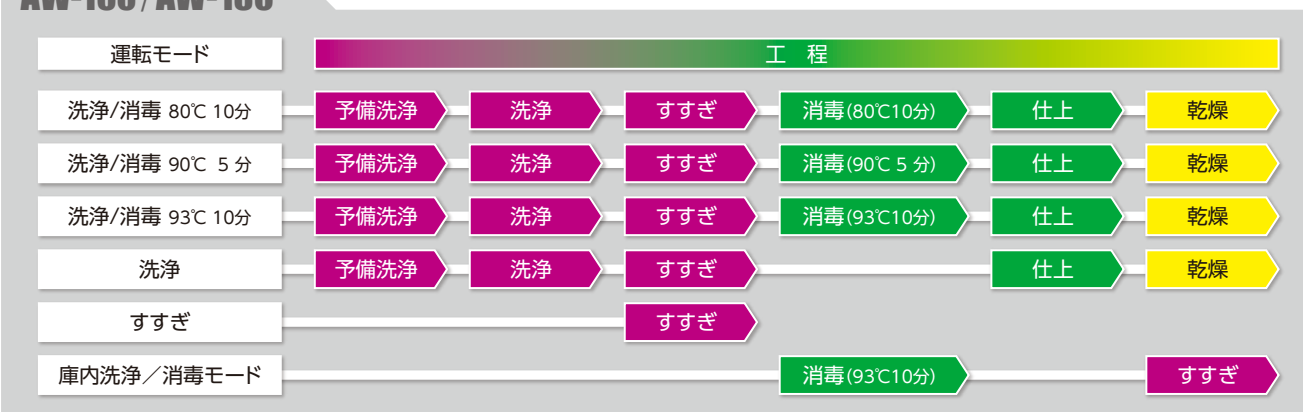 運転モード 工 程
洗浄/消毒 80℃ 10分 予備洗浄 洗浄 すすぎ 消毒(80℃10分) 仕上 乾燥
洗浄/消毒 90℃ 5 分 予備洗浄 洗浄 すすぎ 消毒(90℃ 5 分) 仕上 乾燥
洗浄/消毒 93℃ 10分 予備洗浄 洗浄 すすぎ 消毒(93℃10分) 仕上 乾燥
洗浄 予備洗浄 洗浄 すすぎ 仕上 乾燥
すすぎ すすぎ
庫内洗浄／消毒モード 消毒(93℃10分) すすぎ